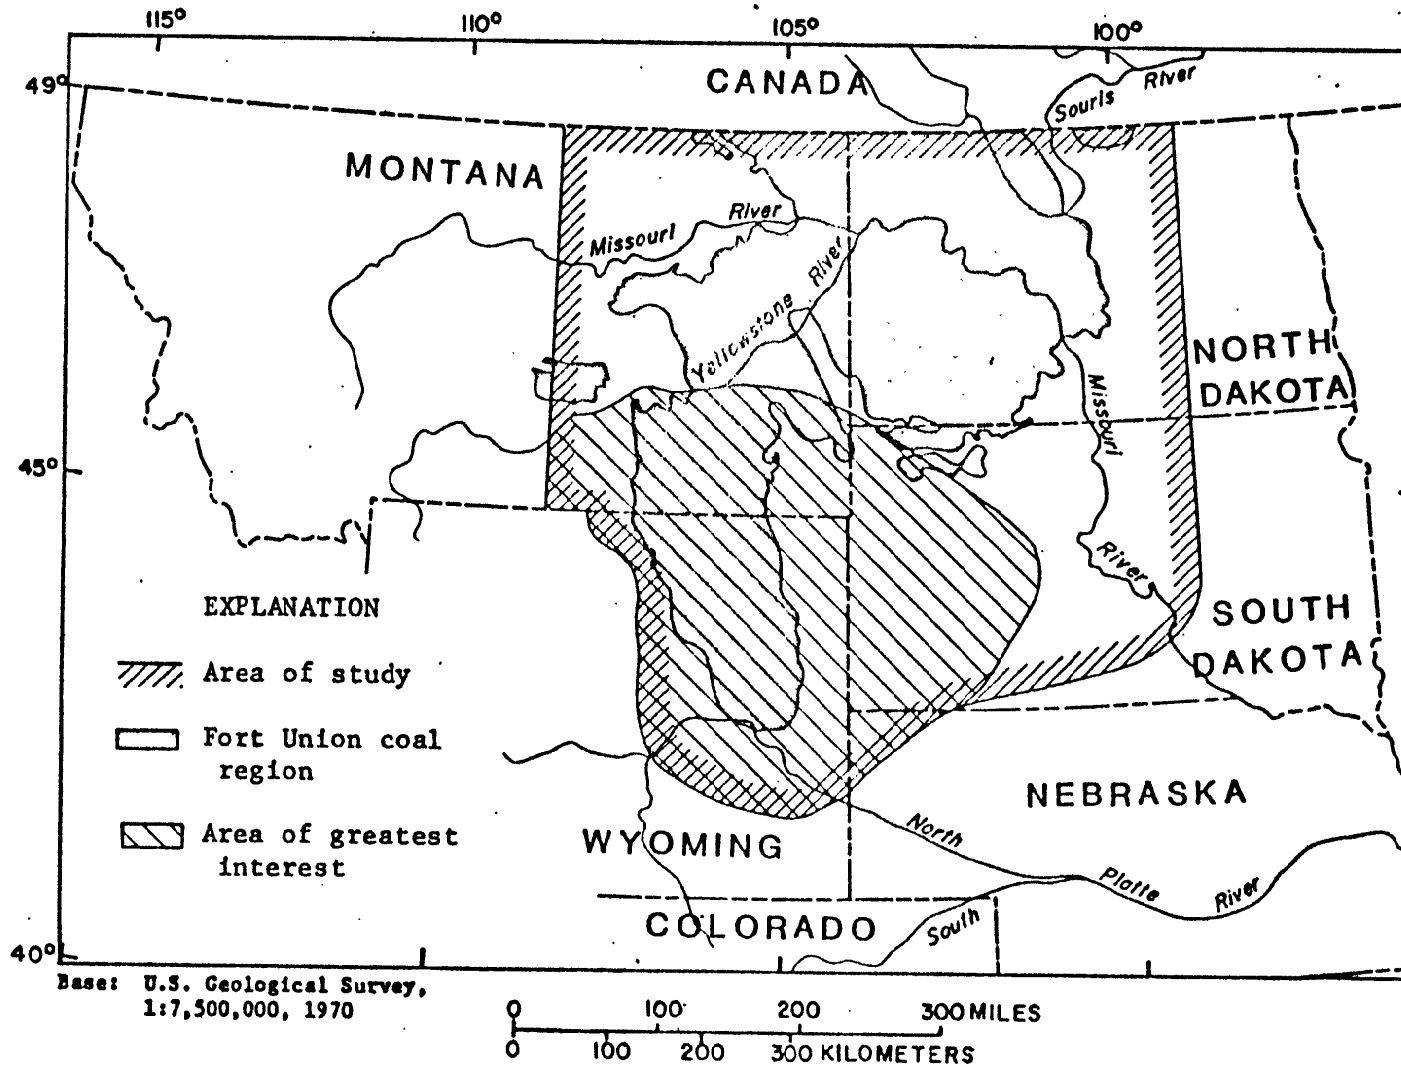 115° 110° 105° 100°
49°
CANADA
Souris River
MONTANA
Missouri River
Yellowstone River
NORTH
DAKOTA
Missouri
45°
River
EXPLANATION
SOUTH
DAKOTA
Area of study
Fort Union coal
region
NEBRASKA
Area of greatest
interest
WYOMING
North
Platte River
COLORADO
South
40°
Base: U.S. Geological Survey,
1:7,500,000, 1970
0 100 200 300 MILES
0 100 200 300 KILOMETERS